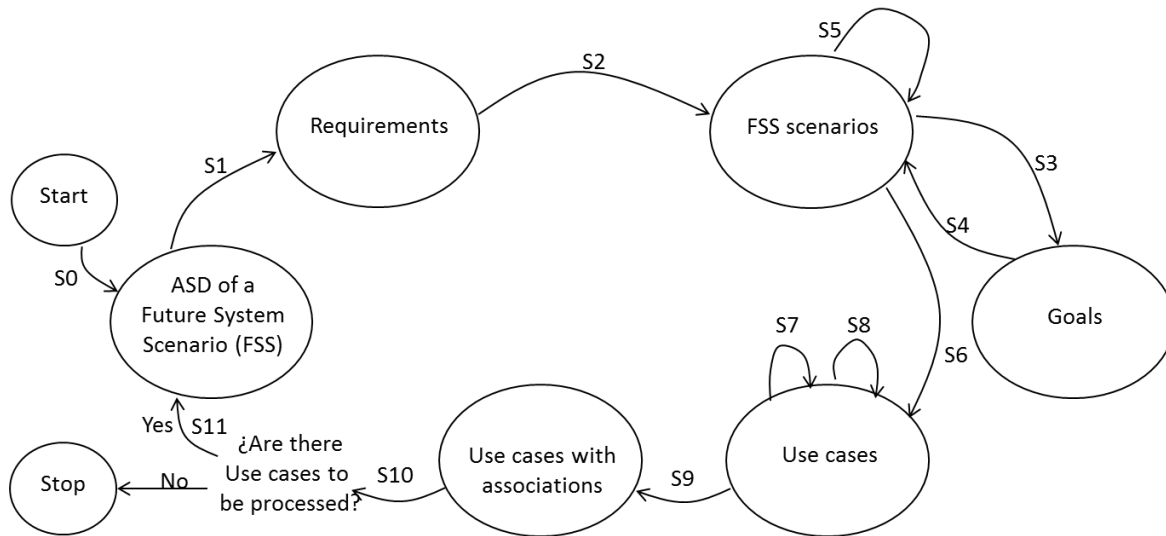 S5
S2
Requirements
FSS scenarios
S1
S3
Start
S4
S0
ASD of a
Future System
Scenario (FSS)
Goals
S7
S8
S6
Yes
S11
¿Are there
Use cases to
be processed?
S10
Use cases with
associations
S9
Use cases
Stop
No